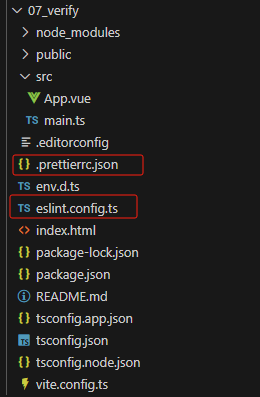 07_verify
node_modules
public
src
App.vue
TS main.ts
.editorconfig
{} .prettierrc.json
TS env.d.ts
TS eslint.config.ts
<> index.html
{} package-lock.json
{} package.json
README.md
{} tsconfig.app.json
TS tsconfig.json
{} tsconfig.node.json
vite.config.ts